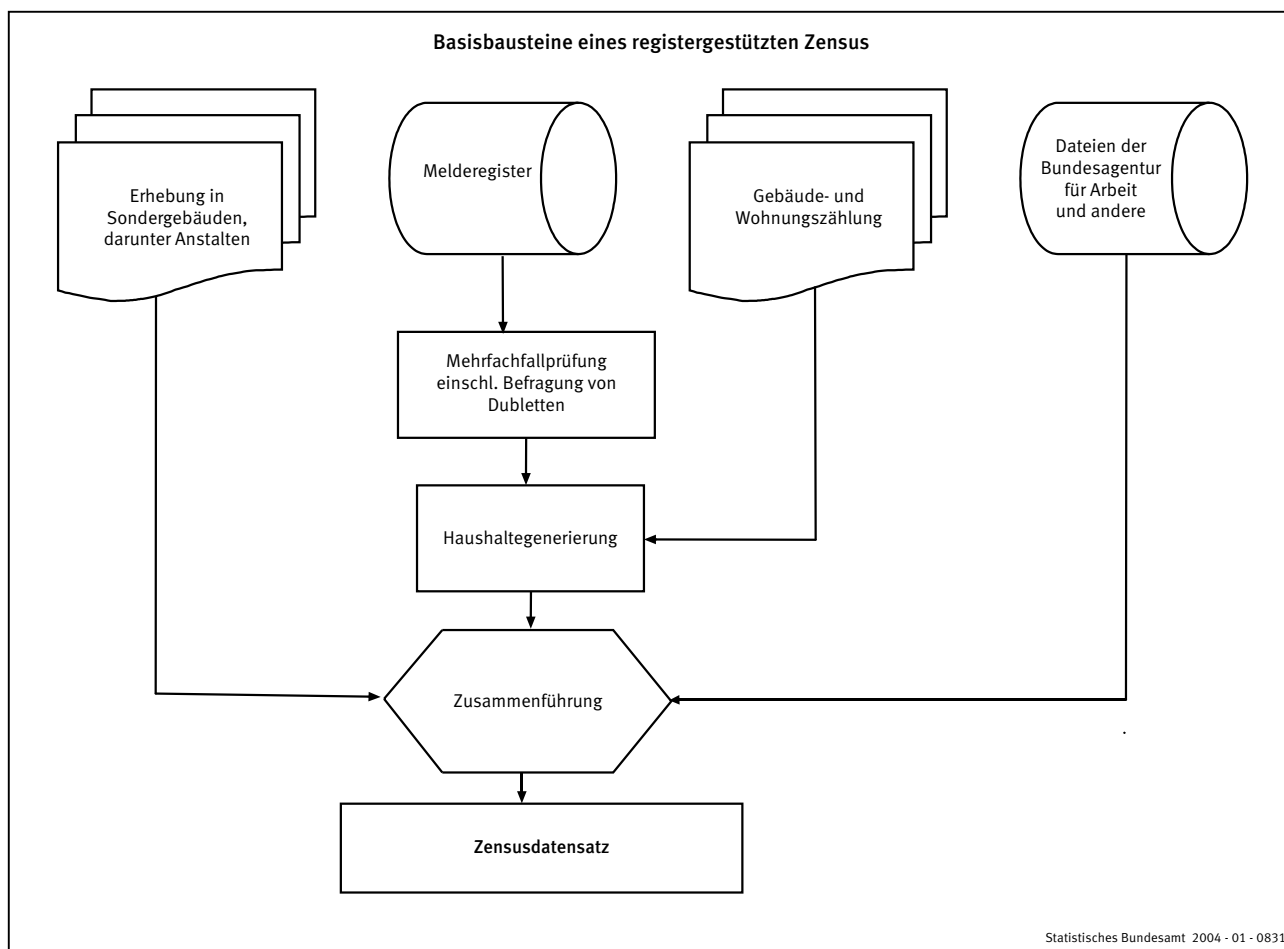 Basisbausteine eines registergestützten Zensus
Erhebung in
Sondergebäuden,
darunter Anstalten
Melderegister
Gebäude- und
Wohnungszählung
Dateien der
Bundesagentur
für Arbeit
und andere
Mehrfachfallprüfung
einschl. Befragung von
Dubletten
Haushaltegenerierung
Zusammenführung
Zensusdatensatz
Statistisches Bundesamt 2004 - 01 - 0831